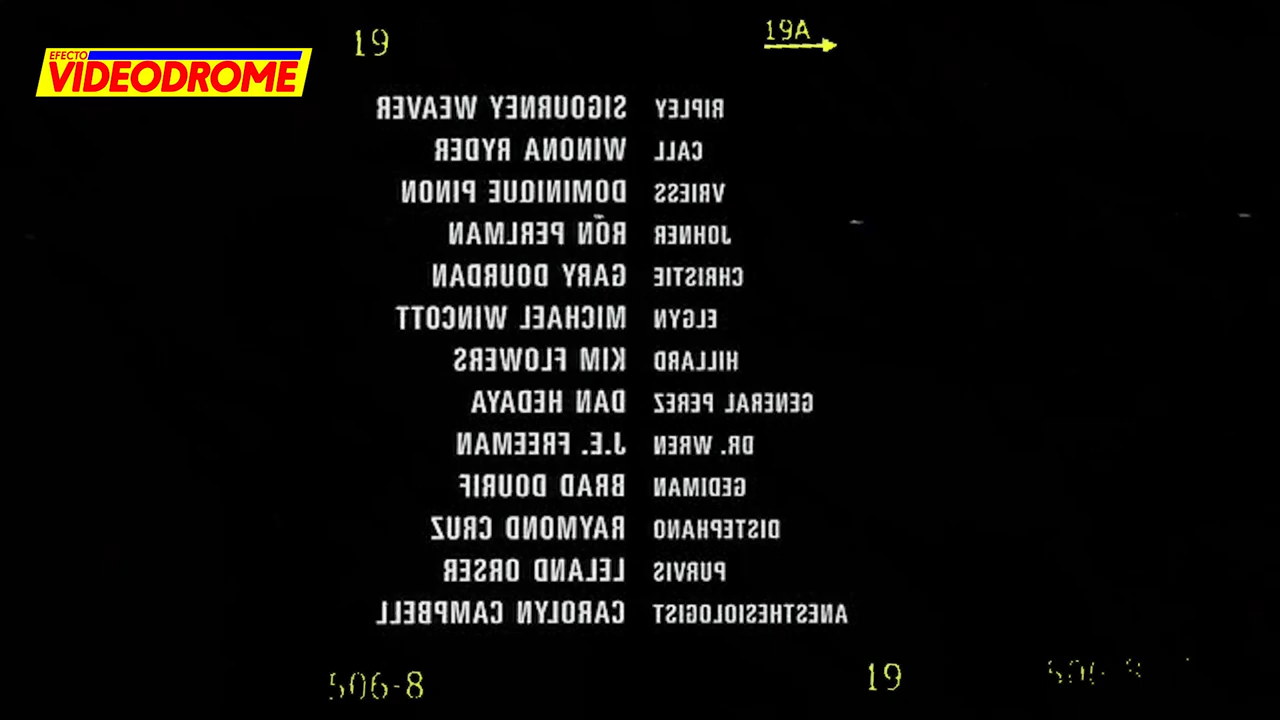 19
19A
EFECTO
VIDEODROME
RIPLEY SIGOURNEY WEAVER
CALL WINONA RYDER
VRIESS DOMINIQUE PINON
JOHNER RON PERLMAN
CHRISTIE GARY DOURDAN
ELGYN MICHAEL WINCOTT
HILLARD KIM FLOWERS
GENERAL PEREZ DAN HEDAYA
DR. WREN J.E. FREEMAN
GEDIMAN BRAD DOURIF
DISTEPHANO RAYMOND CRUZ
PURVIS LELAND ORSER
ANESTHESIOLOGIST CAROLYN CAMPBELL
506-8
19